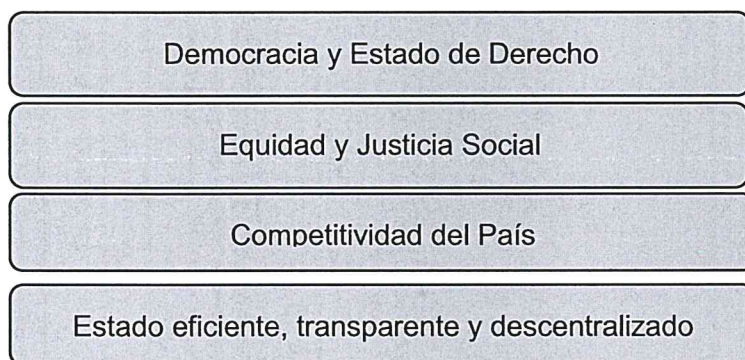 Democracia y Estado de Derecho
Equidad y Justicia Social
Competitividad del País
Estado eficiente, transparente y descentralizado